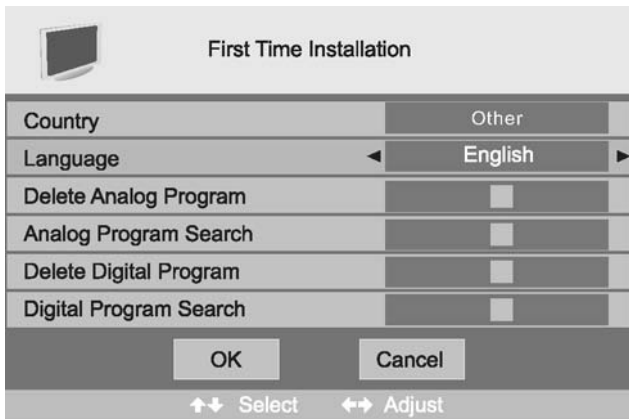 First Time Installation
Country Other
Language English
Delete Analog Program
Analog Program Search
Delete Digital Program
Digital Program Search
OK Cancel
Select Adjust